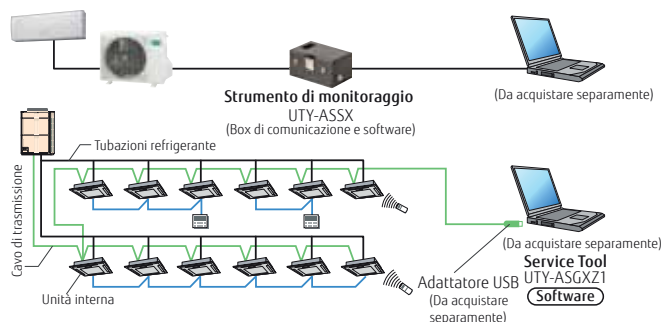 Strumento di monitoraggio
UTY-ASSX
(Box di comunicazione e software)
(Da acquistare separatamente)
Tubazioni refrigerante
Cavo di trasmissione
Unità interna
Adattatore USB
(Da acquistare
separatamente)
(Da acquistare separatamente)
Service Tool
UTY-ASGXZ1
Software